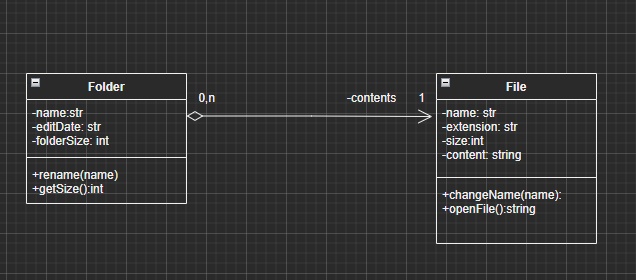 Folder
-name:str
-editDate: str
-folderSize: int
+rename(name)
+getSize():int
0,n
-contents
1
File
-name: str
-extension: str
-size:int
-content: string
+changeName(name):
+openFile():string